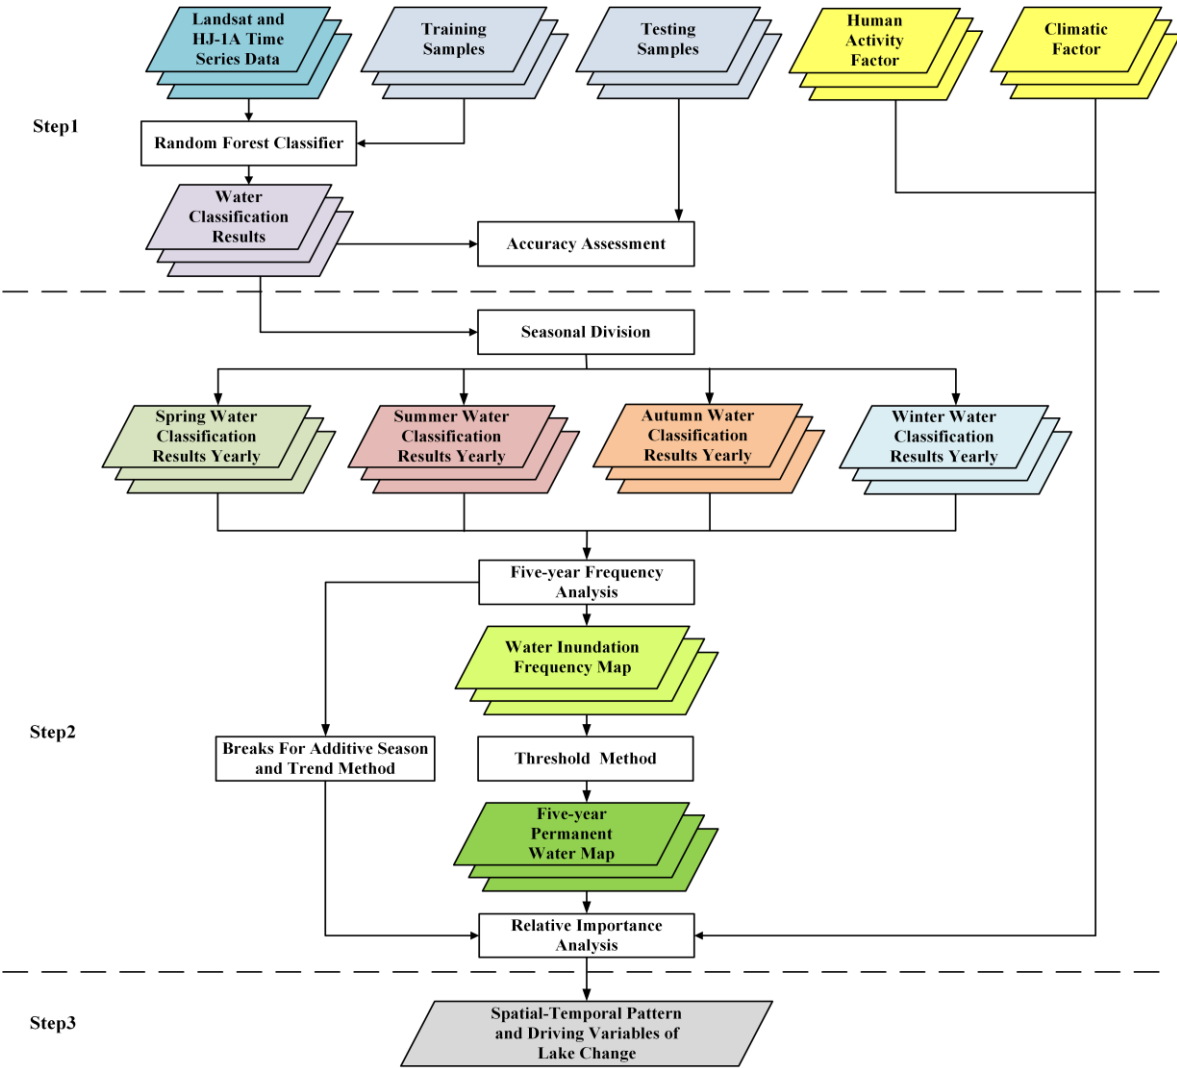 Landsat and
HJ-1A Time
Series Data
Training
Samples
Testing
Samples
Human
Activity
Factor
Climatic
Factor
Step1
Random Forest Classifier
Water
Classification
Results
Accuracy Assessment
Seasonal Division
Spring Water
Classification
Results Yearly
Summer Water
Classification
Results Yearly
Autumn Water
Classification
Results Yearly
Winter Water
Classification
Results Yearly
Five-year Frequency
Analysis
Water Inundation
Frequency Map
Step2
Breaks For Additive Season
and Trend Method
Threshold Method
Five-year
Permanent
Water Map
Relative Importance
Analysis
Step3
Spatial-Temporal Pattern
and Driving Variables of
Lake Change